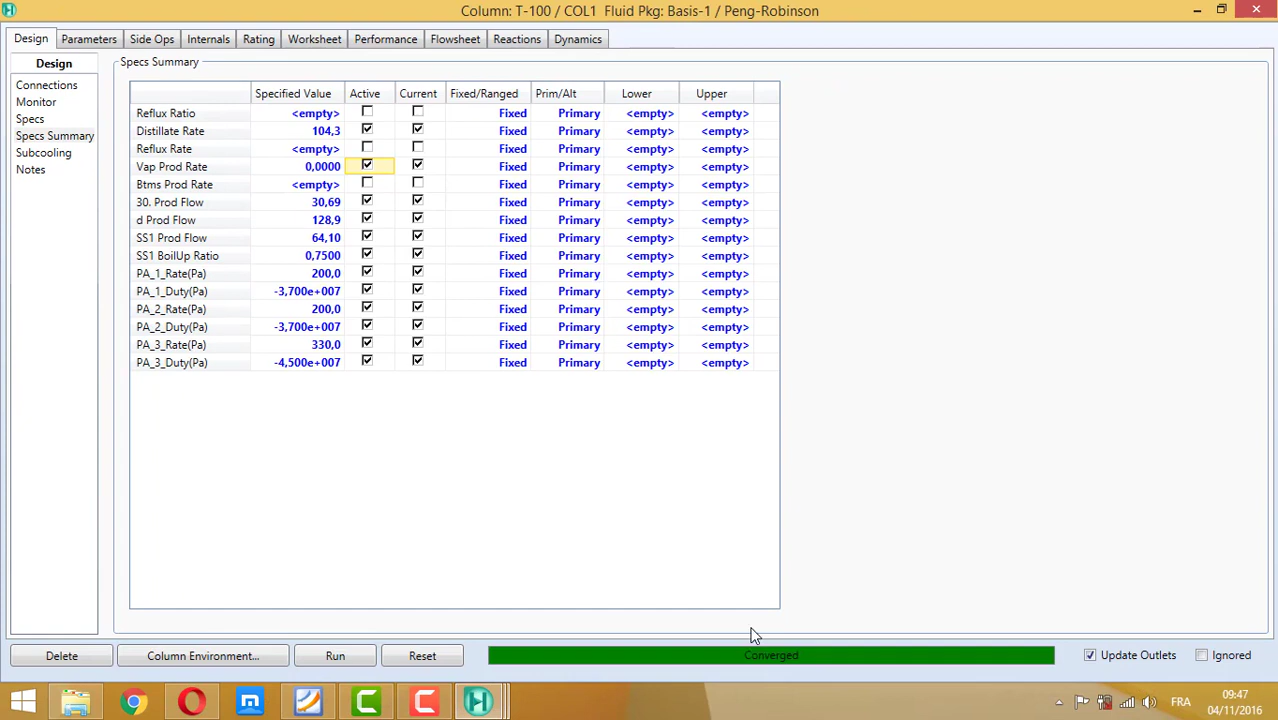 Column: T-100 / COL1 Fluid Pkg: Basis-1 / Peng-Robinson
Design Parameters Side Ops Internals Rating Worksheet Performance Flowsheet Reactions Dynamics
Design
Connections
Monitor
Specs
Specs Summary
Subcooling
Notes
Specs Summary
Specified Value Active Current Fixed/Ranged Prim/Alt Lower Upper
Reflux Ratio <empty> Fixed Primary <empty> <empty>
Distillate Rate 104,3 Fixed Primary <empty> <empty>
Reflux Rate <empty> Fixed Primary <empty> <empty>
Vap Prod Rate 0,0000 Fixed Primary <empty> <empty>
Btms Prod Rate <empty> Fixed Primary <empty> <empty>
30. Prod Flow 30,69 Fixed Primary <empty> <empty>
d Prod Flow 128,9 Fixed Primary <empty> <empty>
SS1 Prod Flow 64,10 Fixed Primary <empty> <empty>
SS1 BoilUp Ratio 0,7500 Fixed Primary <empty> <empty>
PA_1_Rate(Pa) 200,0 Fixed Primary <empty> <empty>
PA_1_Duty(Pa) -3,700e+007 Fixed Primary <empty> <empty>
PA_2_Rate(Pa) 200,0 Fixed Primary <empty> <empty>
PA_2_Duty(Pa) -3,700e+007 Fixed Primary <empty> <empty>
PA_3_Rate(Pa) 330,0 Fixed Primary <empty> <empty>
PA_3_Duty(Pa) -4,500e+007 Fixed Primary <empty> <empty>
Delete Column Environment... Run Reset Converged Update Outlets Ignored
FRA 09:47
04/11/2016